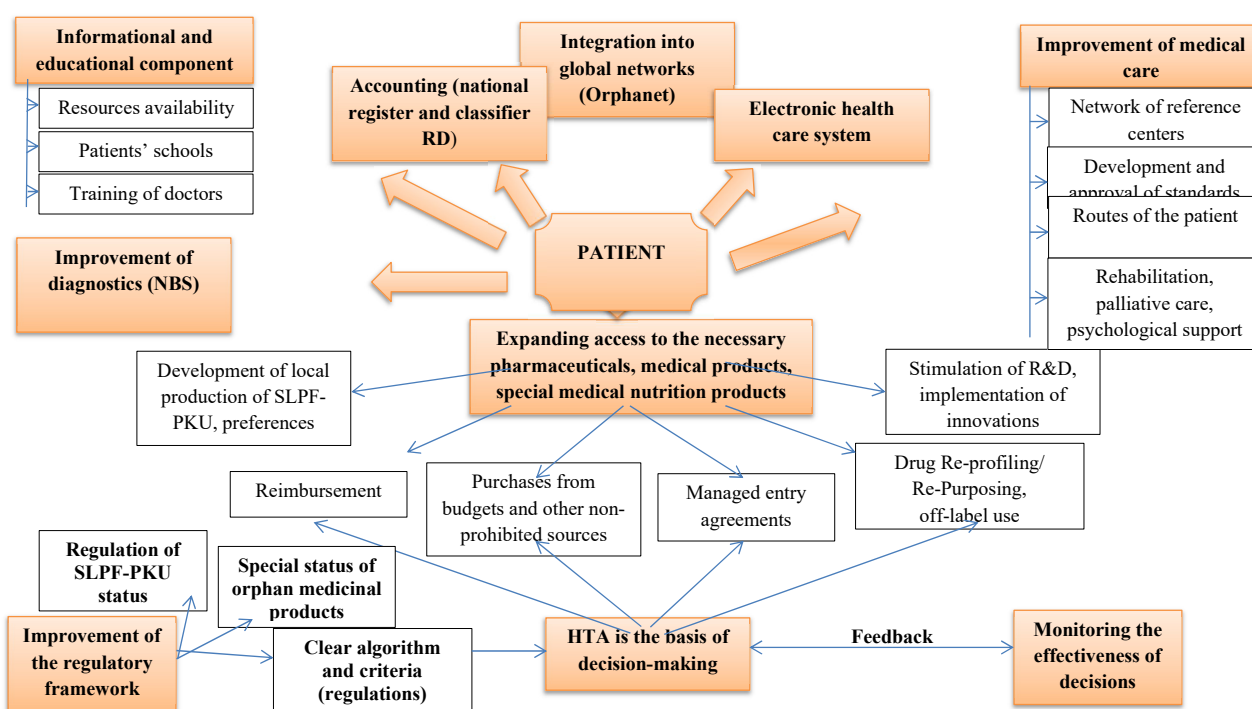 Informational and
educational component
Resources availability
Patients’ schools
Training of doctors
Improvement of
diagnostics (NBS)
Accounting (national
register and classifier
RD)
Integration into
global networks
(Orphanet)
Electronic health
care system
Improvement of medical
care
Network of reference
centers
Development and
approval of standards
Routes of the patient
Rehabilitation,
palliative care,
psychological support
PATIENT
Expanding access to the necessary
pharmaceuticals, medical products,
special medical nutrition products
Development of local
production of SLPF-
PKU, preferences
Stimulation of R&D,
implementation of
innovations
Reimbursement
Purchases from
budgets and other non-
prohibited sources
Managed entry
agreements
Drug Re-profiling/
Re-Purposing,
off-label use
Regulation of
SLPF-PKU
status
Special status of
orphan medicinal
products
Improvement of
the regulatory
framework
Clear algorithm
and criteria
(regulations)
HTA is the basis of
decision-making
Feedback
Monitoring the
effectiveness of
decisions